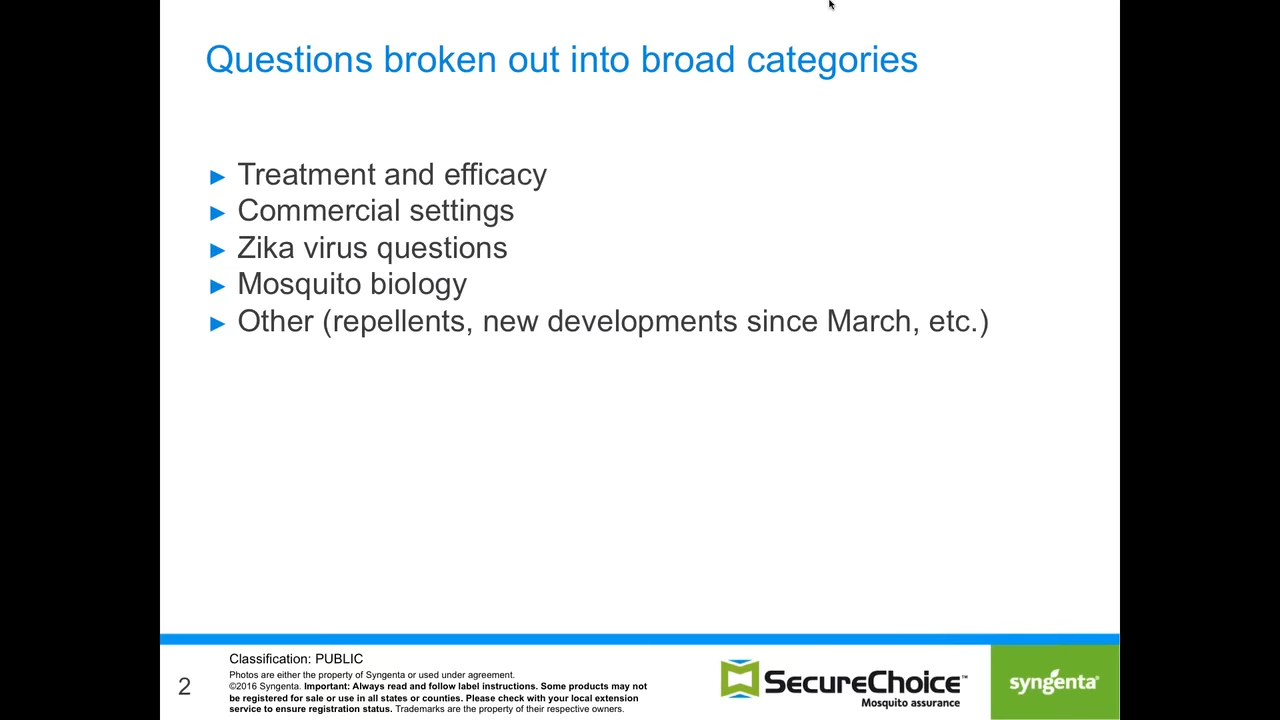 Questions broken out into broad categories
► Treatment and efficacy
► Commercial settings
► Zika virus questions
► Mosquito biology
► Other (repellents, new developments since March, etc.)
2
Classification: PUBLIC
Photos are either the property of Syngenta or used under agreement.
©2016 Syngenta. Important: Always read and follow label instructions. Some products may not
be registered for sale or use in all states or counties. Please check with your local extension
service to ensure registration status. Trademarks are the property of their respective owners.
SecureChoice™
Mosquito assurance
syngenta®